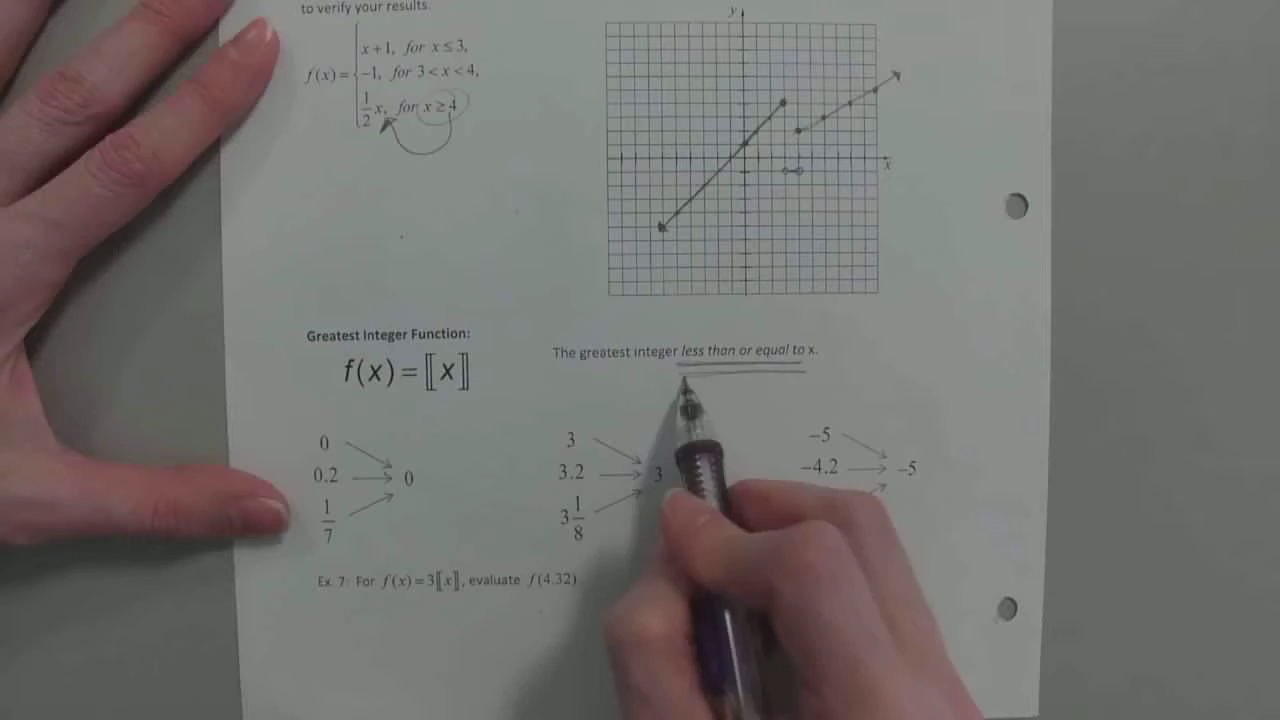 to verify your results.
x+1, for x ≤ 3,
f(x) = { −1, for 3 < x < 4,
1/2 x, for x ≥ 4
y
x
Greatest Integer Function:
f(x) = ⟦x⟧
The greatest integer less than or equal to x.
0
0.2
1/7
0
3
3.2
3 1/8
3
−5
−4.2
−5
Ex. 7: For f(x) = 3⟦x⟧, evaluate f(4.32)